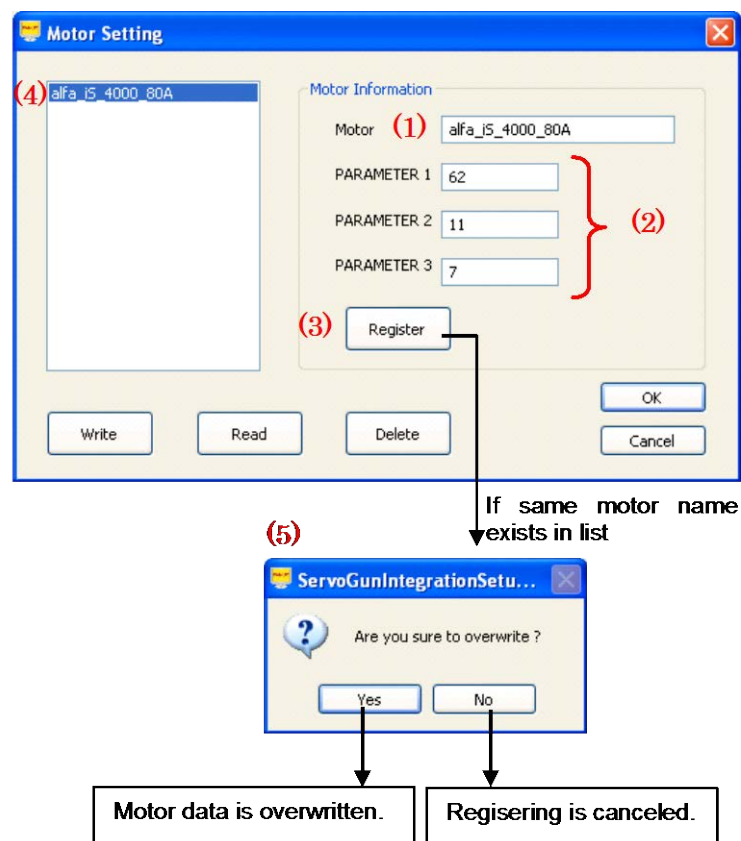 Motor Setting
(4) alfa_iS_4000_80A
Motor Information
Motor (1) alfa_iS_4000_80A
PARAMETER 1 62
PARAMETER 2 11 (2)
PARAMETER 3 7
(3) Register
OK
Write Read Delete
Cancel
If same motor name
exists in list
(5)
ServoGunIntegrationSetu...
Are you sure to overwrite ?
Yes No
Motor data is overwritten. Regisering is canceled.